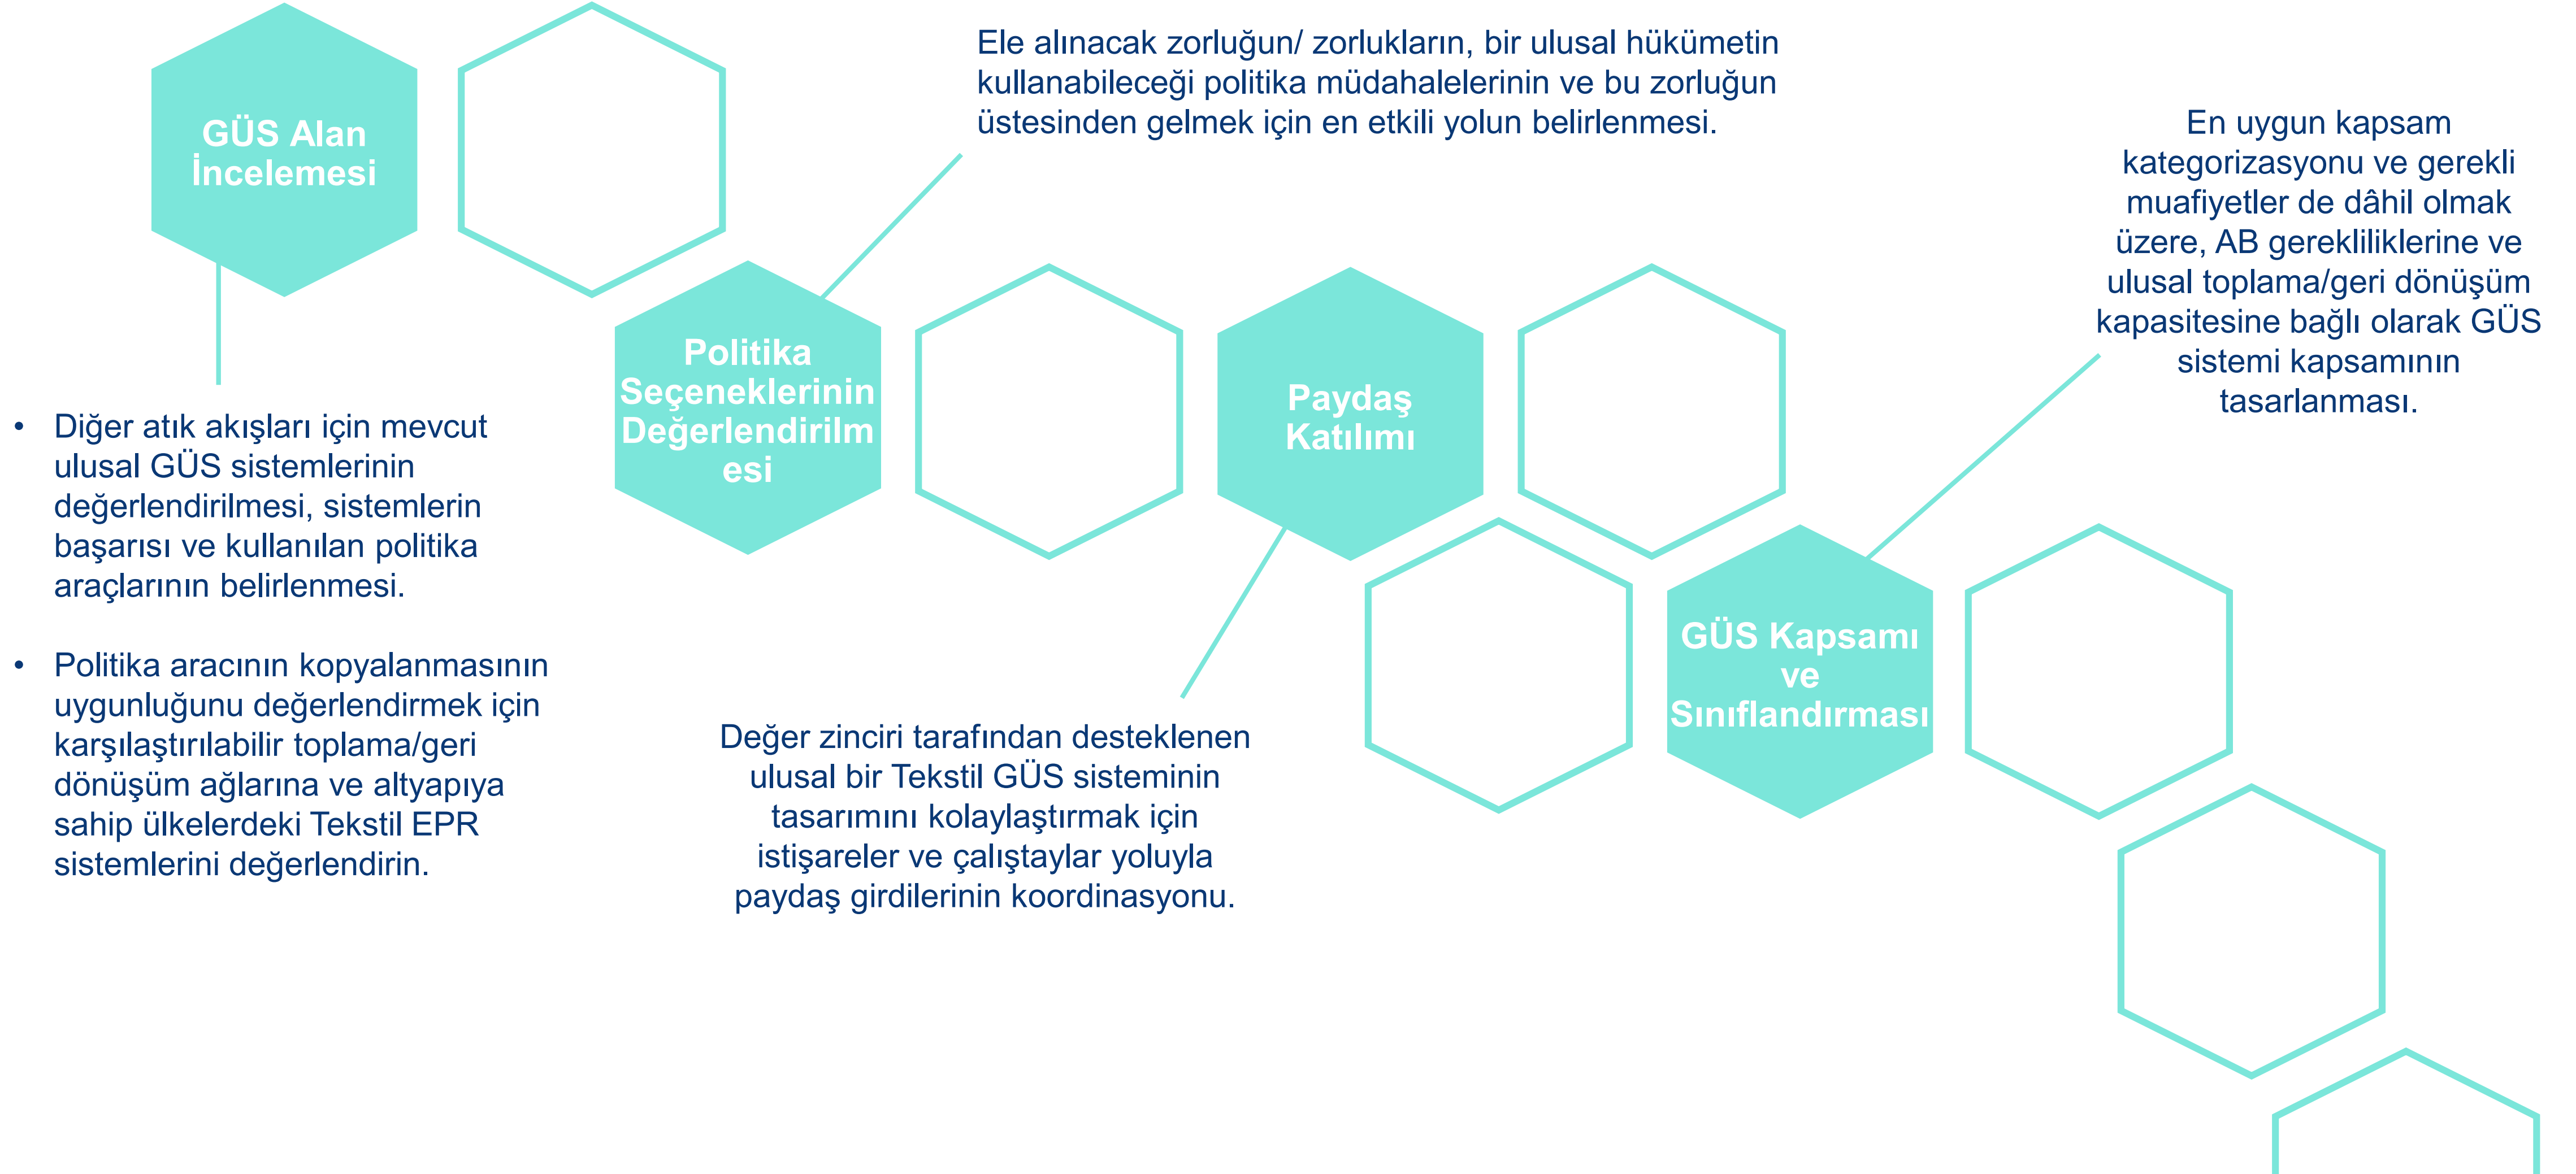 GÜS Alan
İncelemesi
• Diğer atık akışları için mevcut
ulusal GÜS sistemlerinin
değerlendirilmesi, sistemlerin
başarısı ve kullanılan politika
araçlarının belirlenmesi.
• Politika aracının kopyalanmasının
uygunluğunu değerlendirmek için
karşılaştırılabilir toplama/geri
dönüşüm ağlarına ve altyapıya
sahip ülkelerdeki Tekstil EPR
sistemlerini değerlendirin.
Ele alınacak zorluğun/ zorlukların, bir ulusal hükümetin
kullanabileceği politika müdahalelerinin ve bu zorluğun
üstesinden gelmek için en etkili yolun belirlenmesi.
Politika
Seçeneklerinin
Değerlendirilm
esi
Paydaş
Katılımı
Değer zinciri tarafından desteklenen
ulusal bir Tekstil GÜS sisteminin
tasarımını kolaylaştırmak için
istişareler ve çalıştaylar yoluyla
paydaş girdilerinin koordinasyonu.
En uygun kapsam
kategorizasyonu ve gerekli
muafiyetler de dâhil olmak
üzere, AB gerekliliklerine ve
ulusal toplama/geri dönüşüm
kapasitesine bağlı olarak GÜS
sistemi kapsamının
tasarlanması.
GÜS Kapsamı
ve
Sınıflandırması